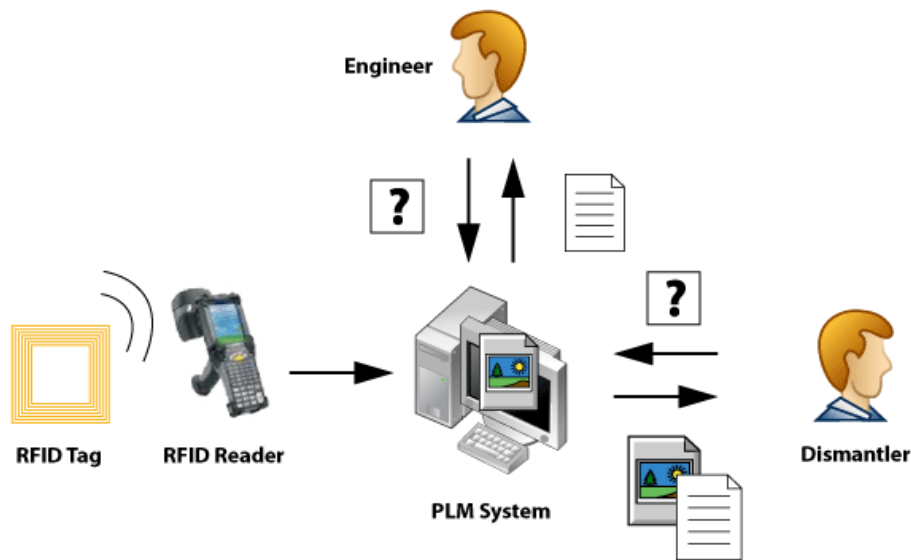 Engineer
?
?
RFID Tag
RFID Reader
PLM System
Dismantler